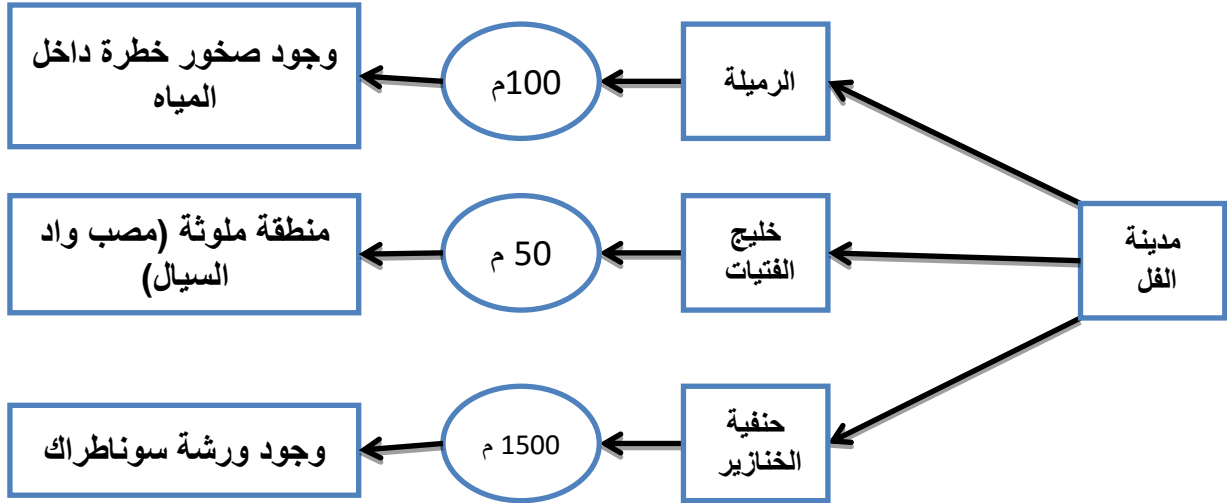 مدينة
الفل
الرميلة
100م
وجود صخور خطرة داخل
المياه
خليج
الفتيات
50 م
منطقة ملوثة (مصب واد
السيال)
حنفية
الخنازير
1500 م
وجود ورشة سوناطراك